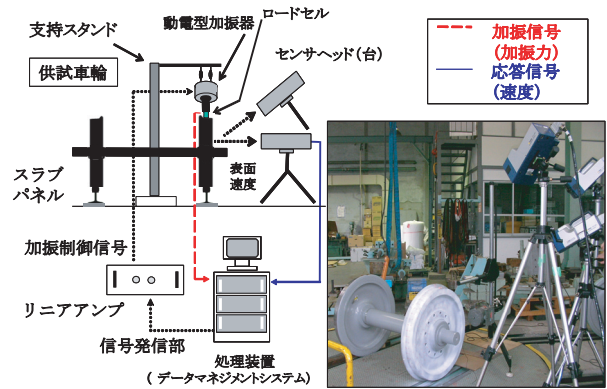 支持スタンド
動電型加振器
ロードセル
センサヘッド(台)
供試車輪
加振信号
(加振力)
応答信号
(速度)
表面
速度
スラブ
パネル
加振制御信号
リニアアンプ
信号発信部
処理装置
(データマネジメントシステム)